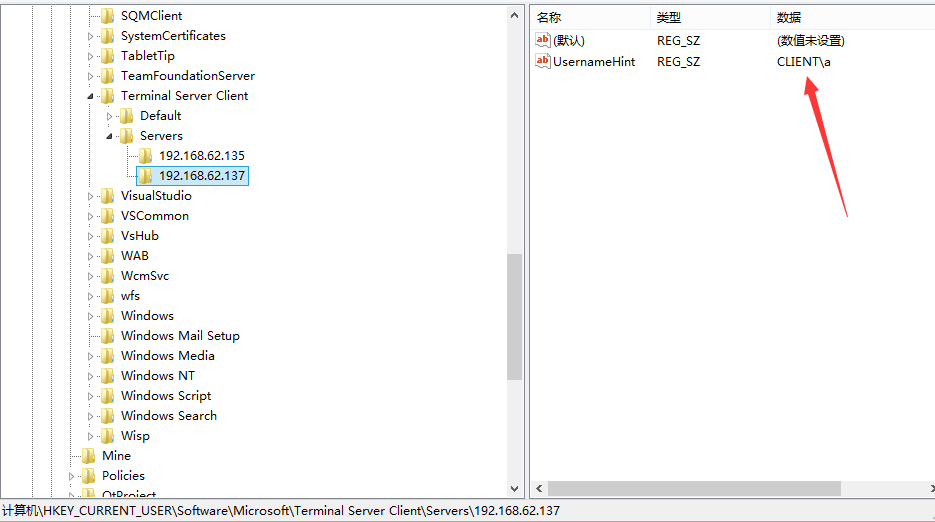 SQMClient
SystemCertificates
TabletTip
TeamFoundationServer
Terminal Server Client
Default
Servers
192.168.62.135
192.168.62.137
VisualStudio
VSCommon
VsHub
WAB
WcmSvc
wfs
Windows
Windows Mail Setup
Windows Media
Windows NT
Windows Script
Windows Search
Wisp
Mine
Policies
QtProject
名称 类型 数据
ab (默认) REG_SZ (数值未设置)
ab UsernameHint REG_SZ CLIENT\a
计算机\HKEY_CURRENT_USER\Software\Microsoft\Terminal Server Client\Servers\192.168.62.137